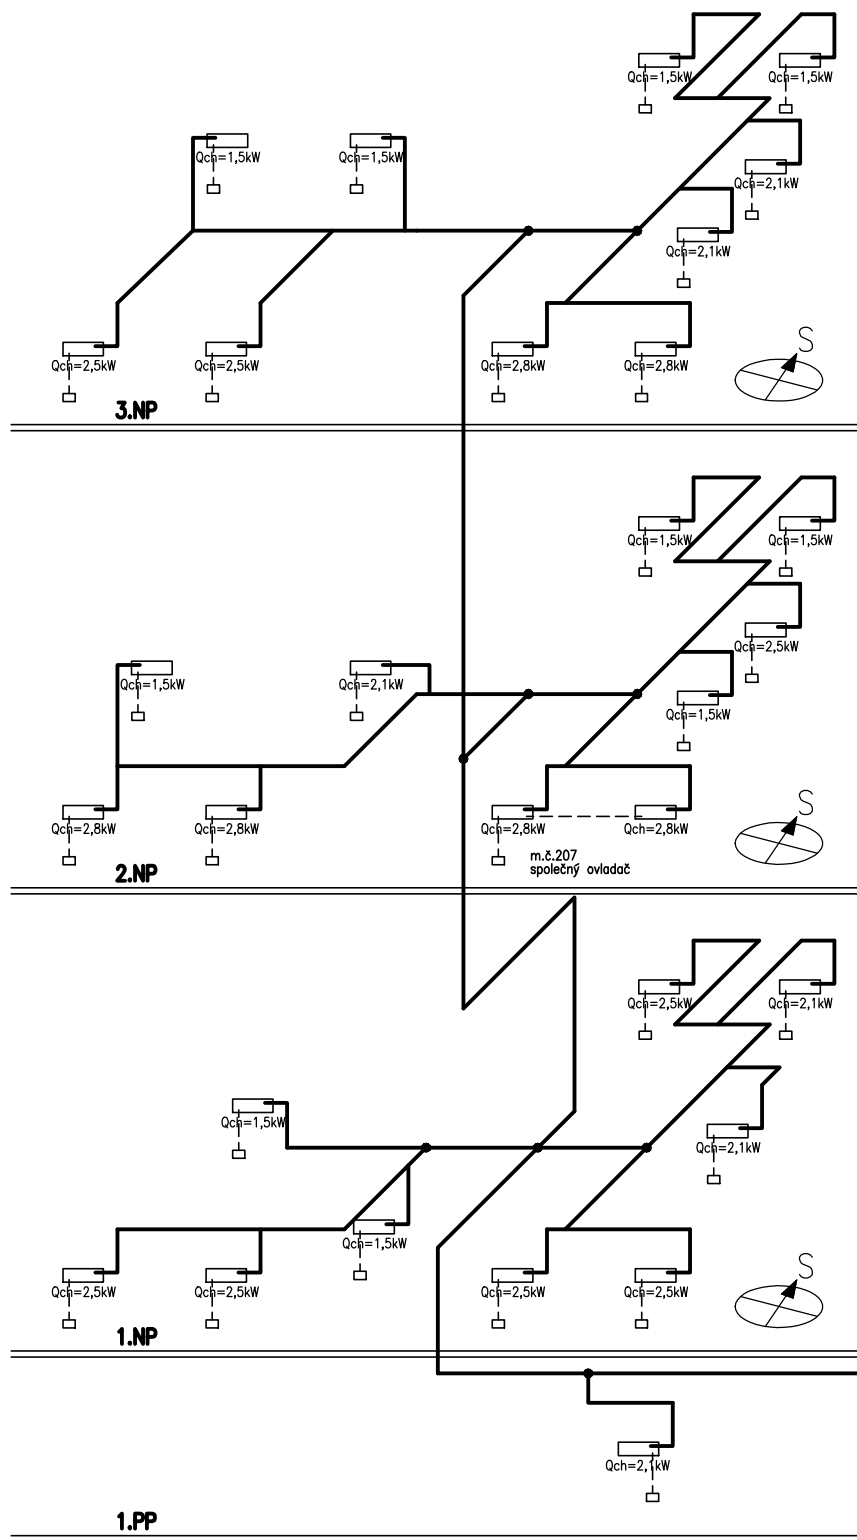 Qch=1,5kW
Qch=1,5kW
Qch=1,5kW
Qch=1,5kW
Qch=2,1kW
Qch=2,1kW
Qch=2,5kW
Qch=2,5kW
Qch=2,8kW
Qch=2,8kW
S
3.NP
Qch=1,5kW
Qch=1,5kW
Qch=2,5kW
Qch=1,5kW
Qch=2,1kW
Qch=1,5kW
Qch=2,8kW
Qch=2,8kW
Qch=2,8kW
Qch=2,8kW
S
m.č.207
společný ovladač
2.NP
Qch=2,5kW
Qch=2,1kW
Qch=1,5kW
Qch=2,1kW
Qch=1,5kW
Qch=2,5kW
Qch=2,5kW
Qch=2,5kW
Qch=2,5kW
S
1.NP
Qch=2,1kW
1.PP